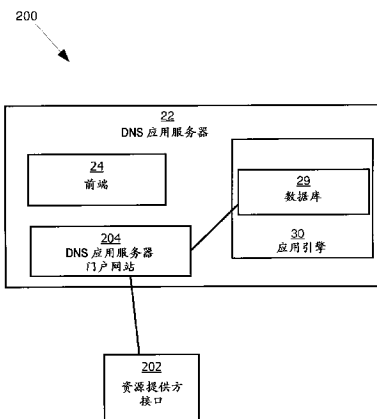 200
22
DNS 应用服务器
24
前端
29
数据库
30
应用引擎
204
DNS 应用服务器
门户网站
202
资源提供方
接口